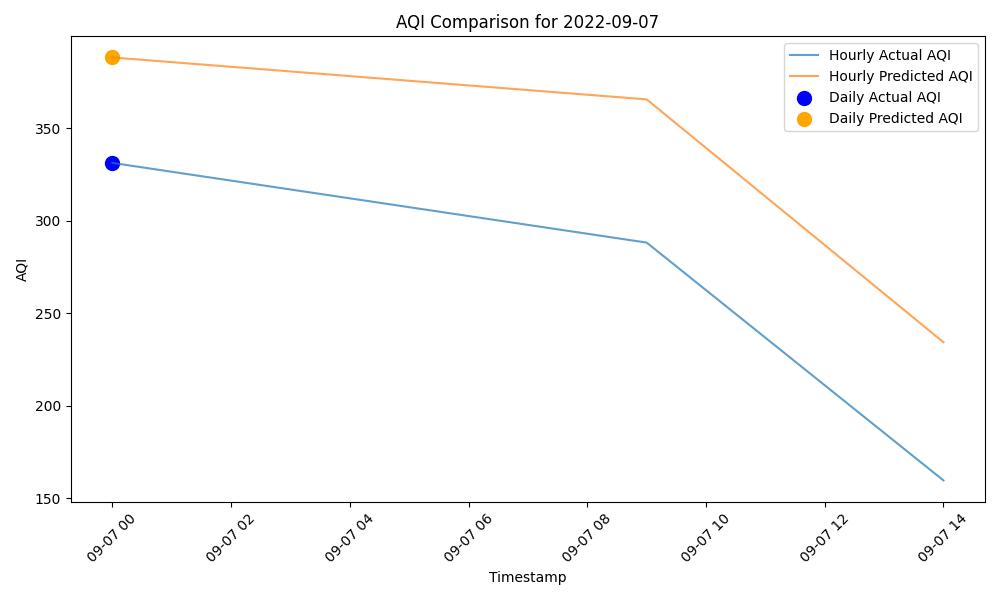 AQI Comparison for 2022-09-07
Hourly Actual AQI
Hourly Predicted AQI
Daily Actual AQI
Daily Predicted AQI
AQI
350
300
250
200
150
09-07 00
09-07 02
09-07 04
09-07 06
09-07 08
09-07 10
09-07 12
09-07 14
Timestamp